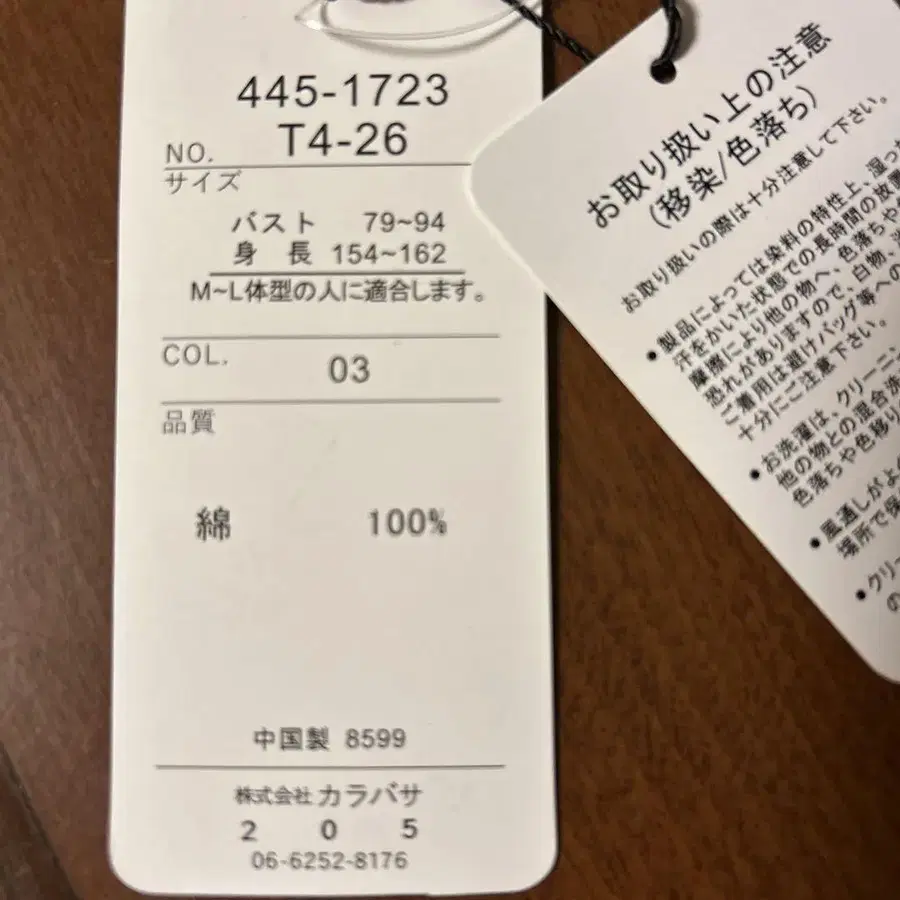 445-1723
NO. T4-26
サイズ
バスト 79~94
身 長 154~162
M~L体型の人に適合します。
COL. 03
品質
綿 100%
中国製 8599
株式会社 カラバサ
2 0 5
06-6252-8176
お取り扱い上の注意
(移染/色落ち)
お取り扱いの際は十分注意して下さい。
●製品によっては染料の特性上、湿っ
汗をかいた状態での長時間の放置
摩擦により他の物へ、色落ちや
恐れがありますので、白物、
ご着用は避けバッグ等への
十分にご注意下さい。
●お洗濯は、クリーニン
他の物との混合洗
色落ちや色移り
●風通しがよ
場所で保
●クリー
の